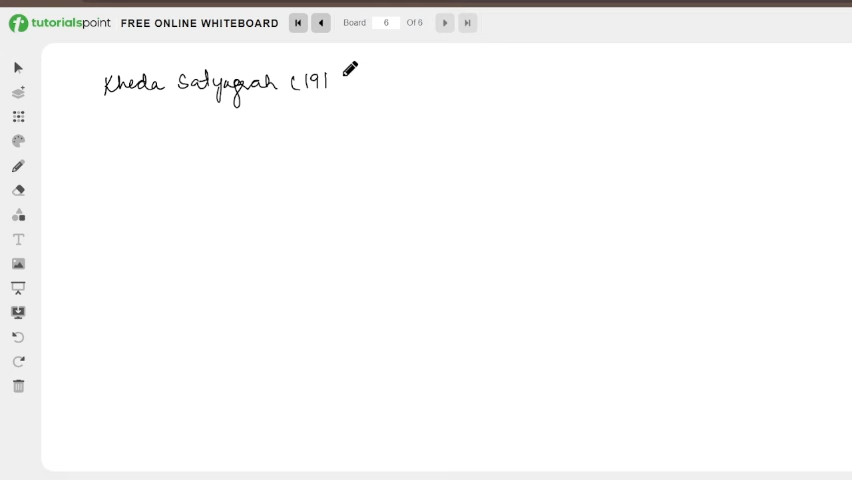 tutorialspoint FREE ONLINE WHITEBOARD Board 6 Of 6
Kheda Satyagrah (191
T